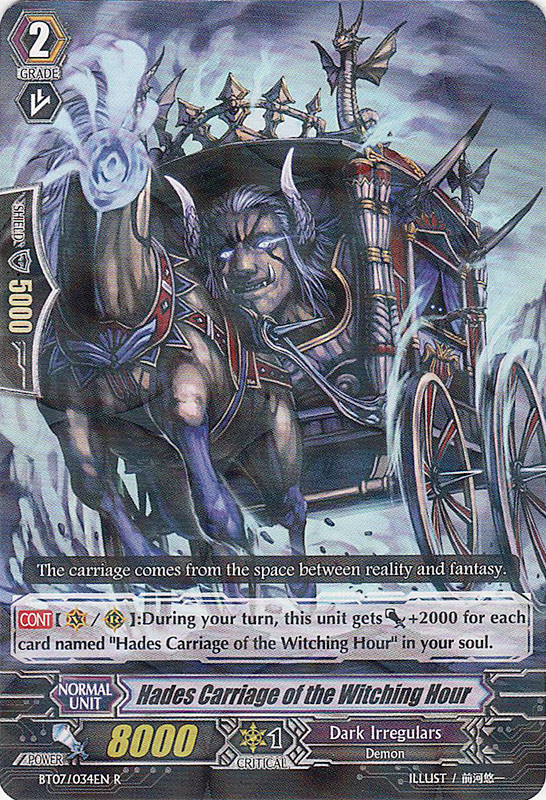 2
GRADE
SHIELD
5000
The carriage comes from the space between reality and fantasy.
CONT[ / ]:During your turn, this unit gets +2000 for each
card named "Hades Carriage of the Witching Hour" in your soul.
NORMAL
UNIT
Hades Carriage of the Witching Hour
POWER
8000
1
CRITICAL
Dark Irregulars
Demon
BT07/034EN R
ILLUST / 前河悠一